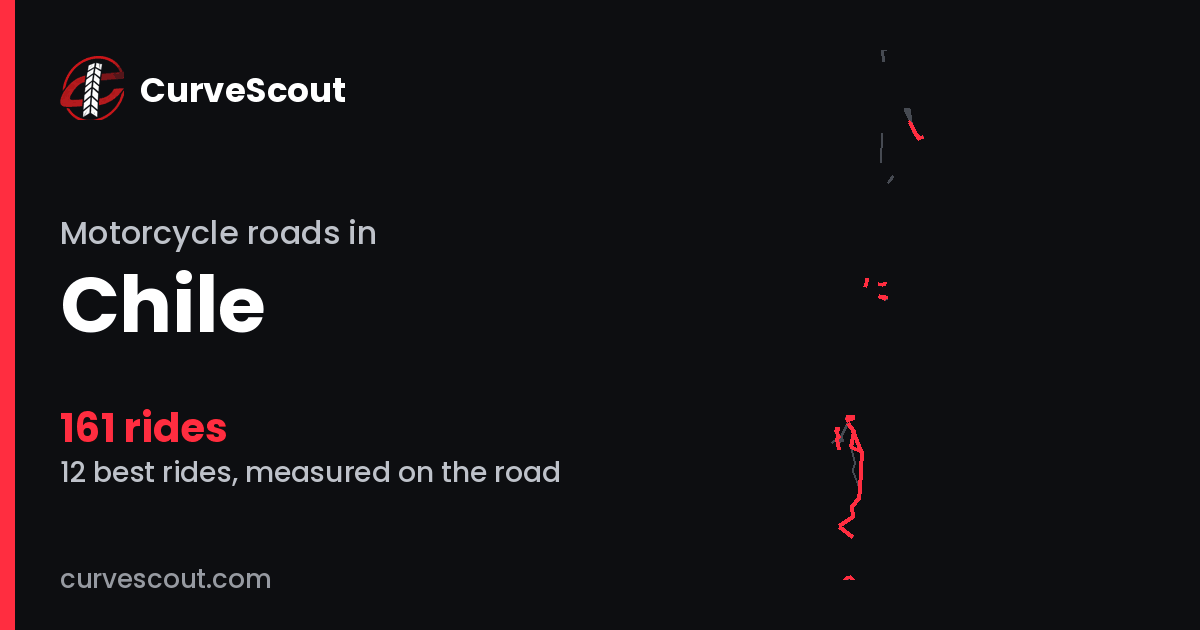 CurveScout
Motorcycle roads in
Chile
161 rides
12 best rides, measured on the road
curvescout.com